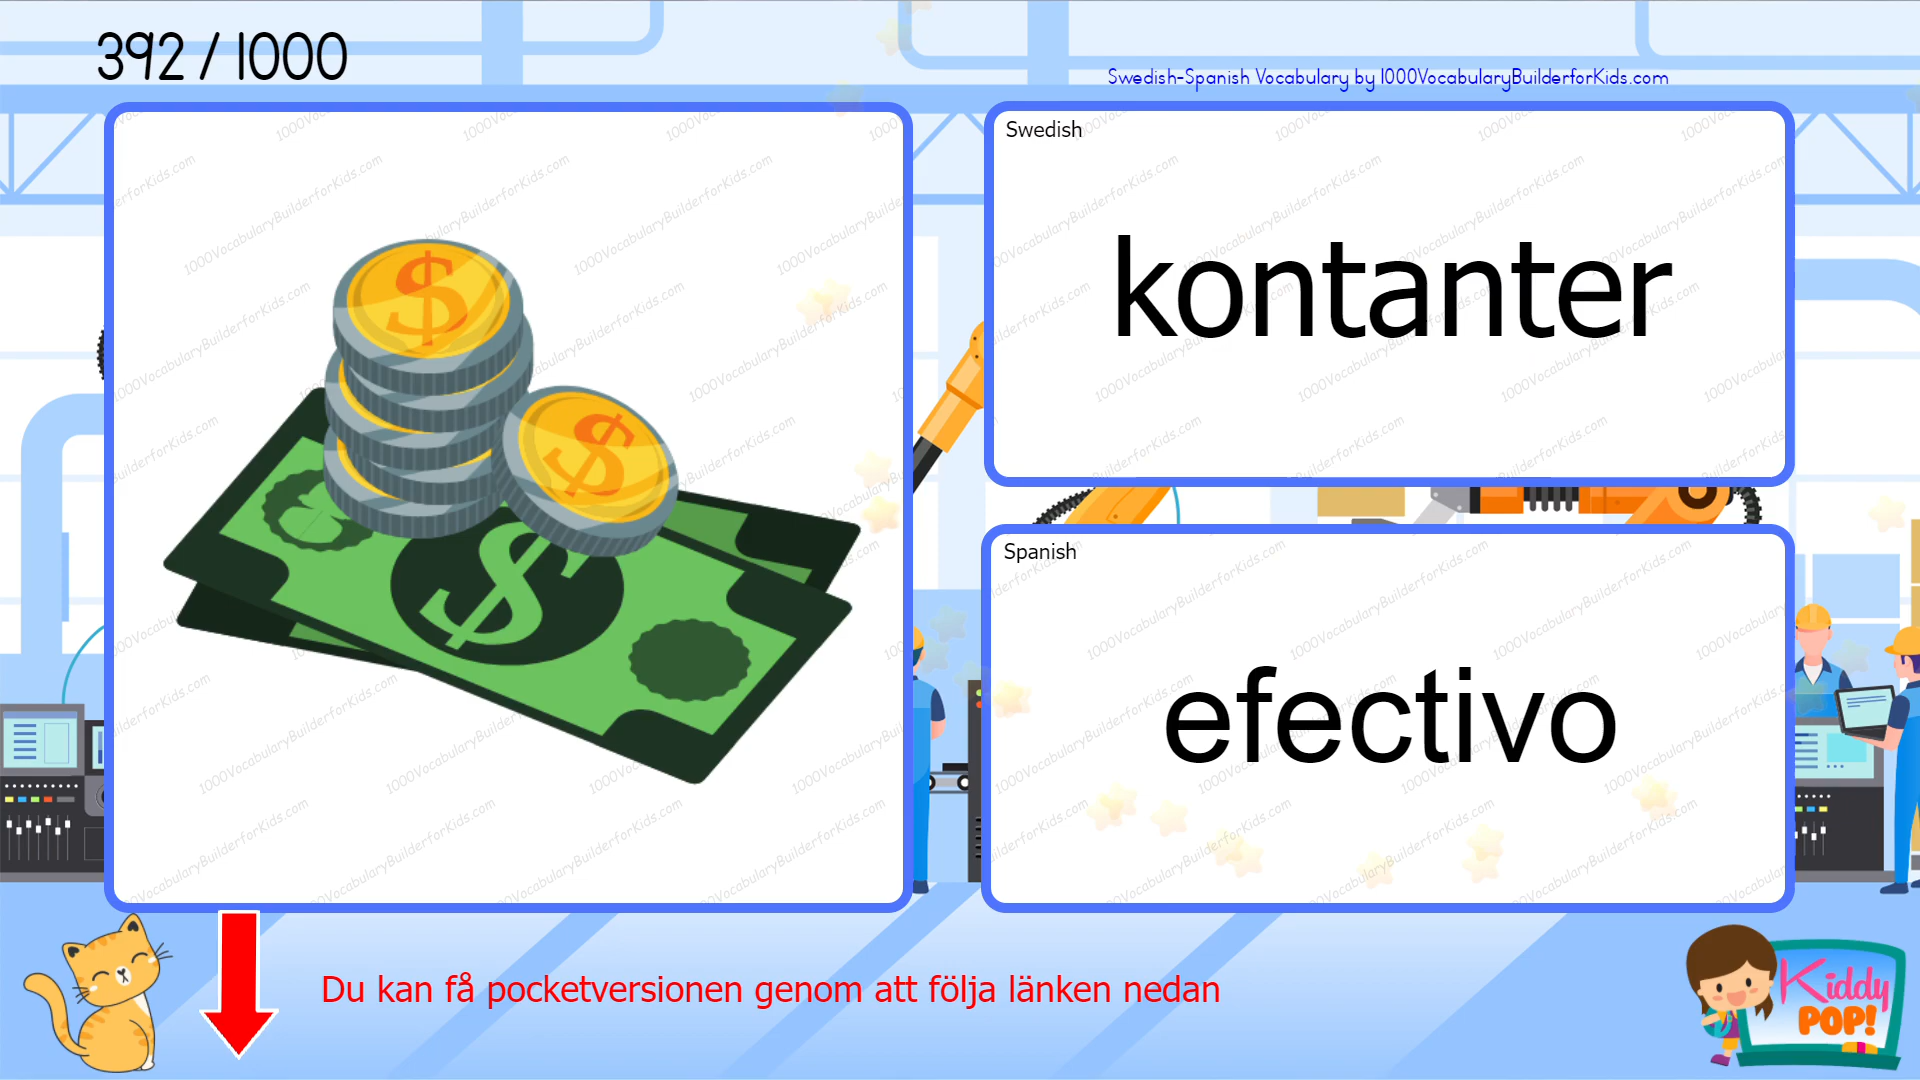 392 / 1000
Swedish-Spanish Vocabulary by 1000VocabularyBuilderforKids.com
Swedish
kontanter
Spanish
efectivo
Du kan få pocketversionen genom att följa länken nedan
Kiddy
POP!